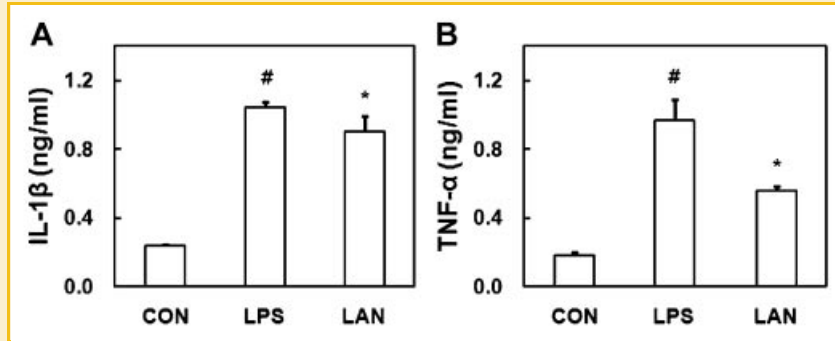 A
IL-1β (ng/ml)
1.2
0.8
0.4
0.0
#
*
CON LPS LAN
B
TNF-α (ng/ml)
1.2
0.8
0.4
0.0
#
*
CON LPS LAN